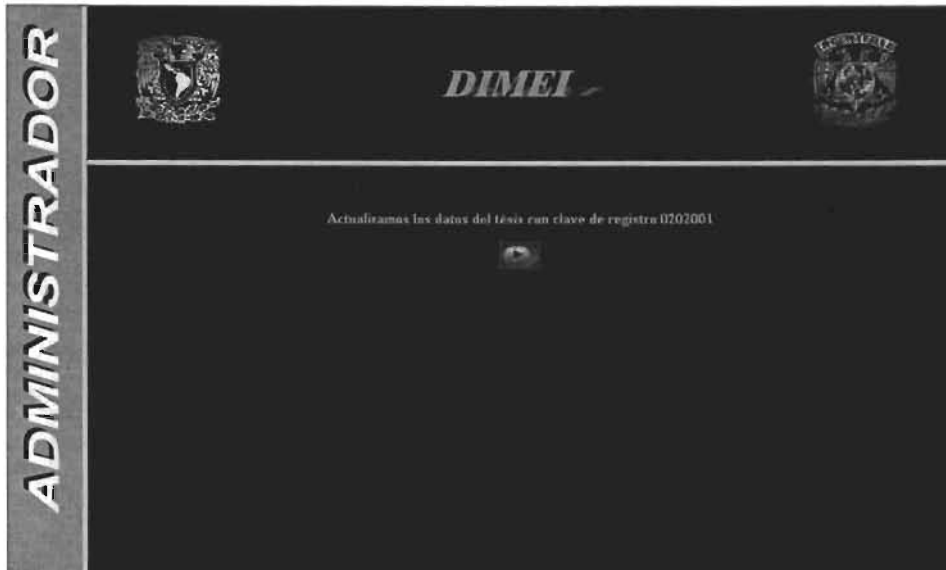 ADMINISTRADOR
DIMEI
Actualizamos los datos del tésis con clave de registro 0202001